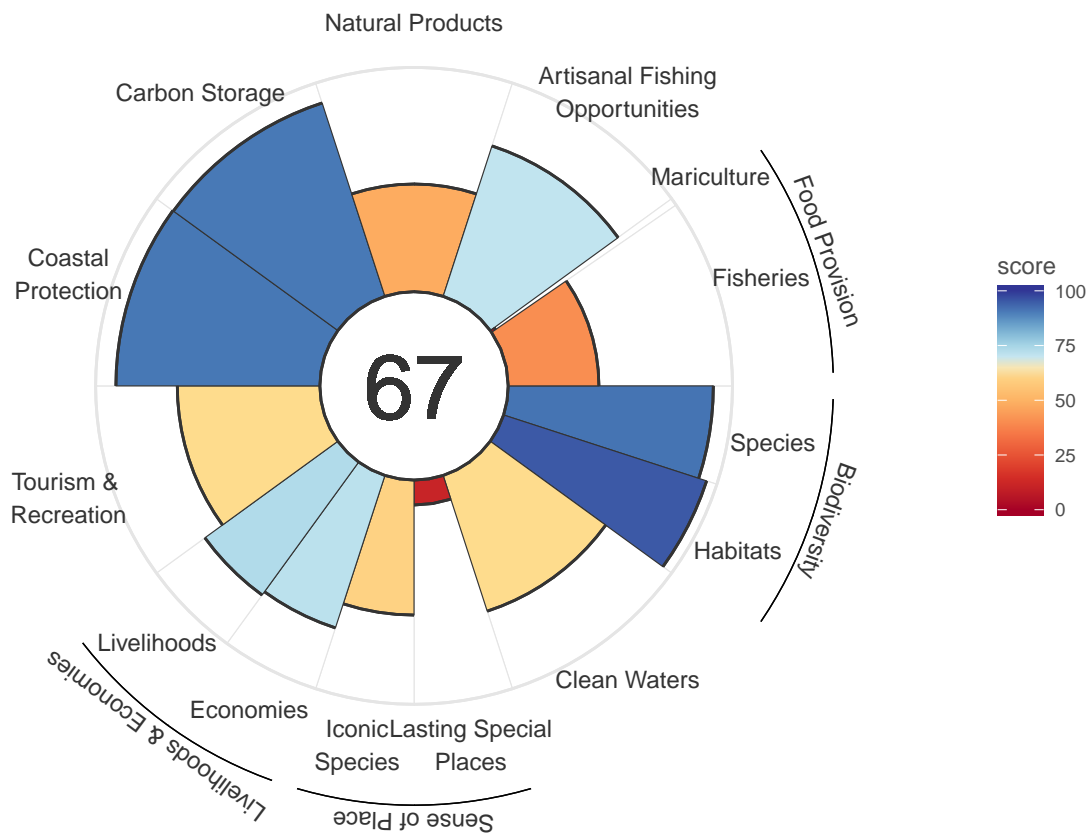 Natural Products
Artisanal Fishing
Opportunities
Carbon Storage
Mariculture
Food Provision
Fisheries
Coastal
Protection
67
score
100
75
50
25
0
Species
Biodiversity
Habitats
Tourism &
Recreation
Clean Waters
Livelihoods
Livelihoods & Economies
Economies
Iconic
Species
Lasting Special
Places
Sense of Place